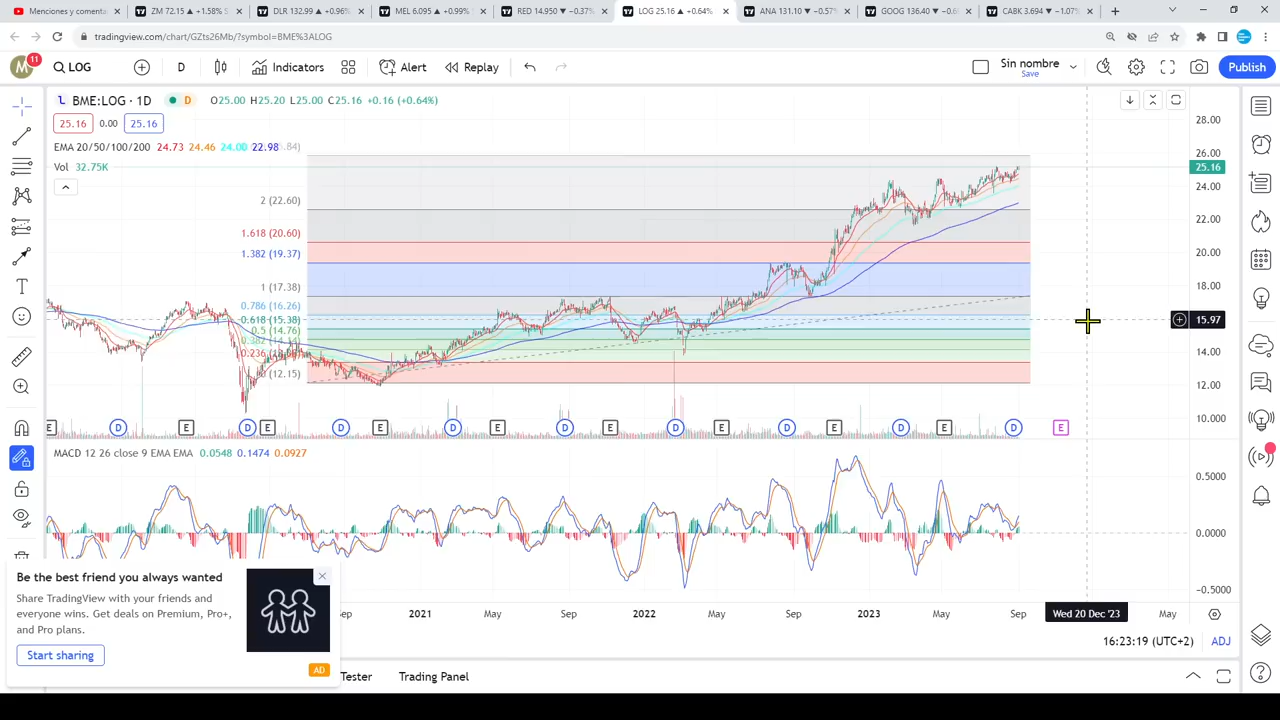 Menciones y comenta
ZM 72.15 ▲ +1.58% S
DLR 132.99 ▲ +0.96%
MEL 6.095 ▲ +0.99%
RED 14.950 ▼ −0.37%
LOG 25.16 ▲ +0.64%
ANA 131.10 ▼ −0.57%
GOOG 136.40 ▼ −0.6
CABK 3.694 ▼ −1.07%
tradingview.com/chart/GZts26Mb/?symbol=BME%3ALOG
M 11
LOG
D
Indicators
Alert
Replay
Sin nombre
Save
Publish
BME:LOG · 1D
D
O25.00 H25.20 L25.00 C25.16 +0.16 (+0.64%)
25.16 0.00 25.16
EMA 20/50/100/200 24.73 24.46 24.00 22.98
Vol 32.75K
2 (22.60)
1.618 (20.60)
1.382 (19.37)
1 (17.38)
0.786 (16.26)
0.618 (15.38)
0.5 (14.76)
(12.15)
28.00
26.00
25.16
24.00
22.00
20.00
18.00
15.97
14.00
12.00
10.000
E D E D E D E D E D E D E D E D E D E
MACD 12 26 close 9 EMA EMA 0.0548 0.1474 0.0927
0.5000
0.0000
-0.5000
Be the best friend you always wanted
Share TradingView with your friends and
everyone wins. Get deals on Premium, Pro+,
and Pro plans.
Start sharing
AD
Sep
2021
May
Sep
2022
May
Sep
2023
May
Sep
Wed 20 Dec '23
May
16:23:19 (UTC+2)
ADJ
Tester
Trading Panel